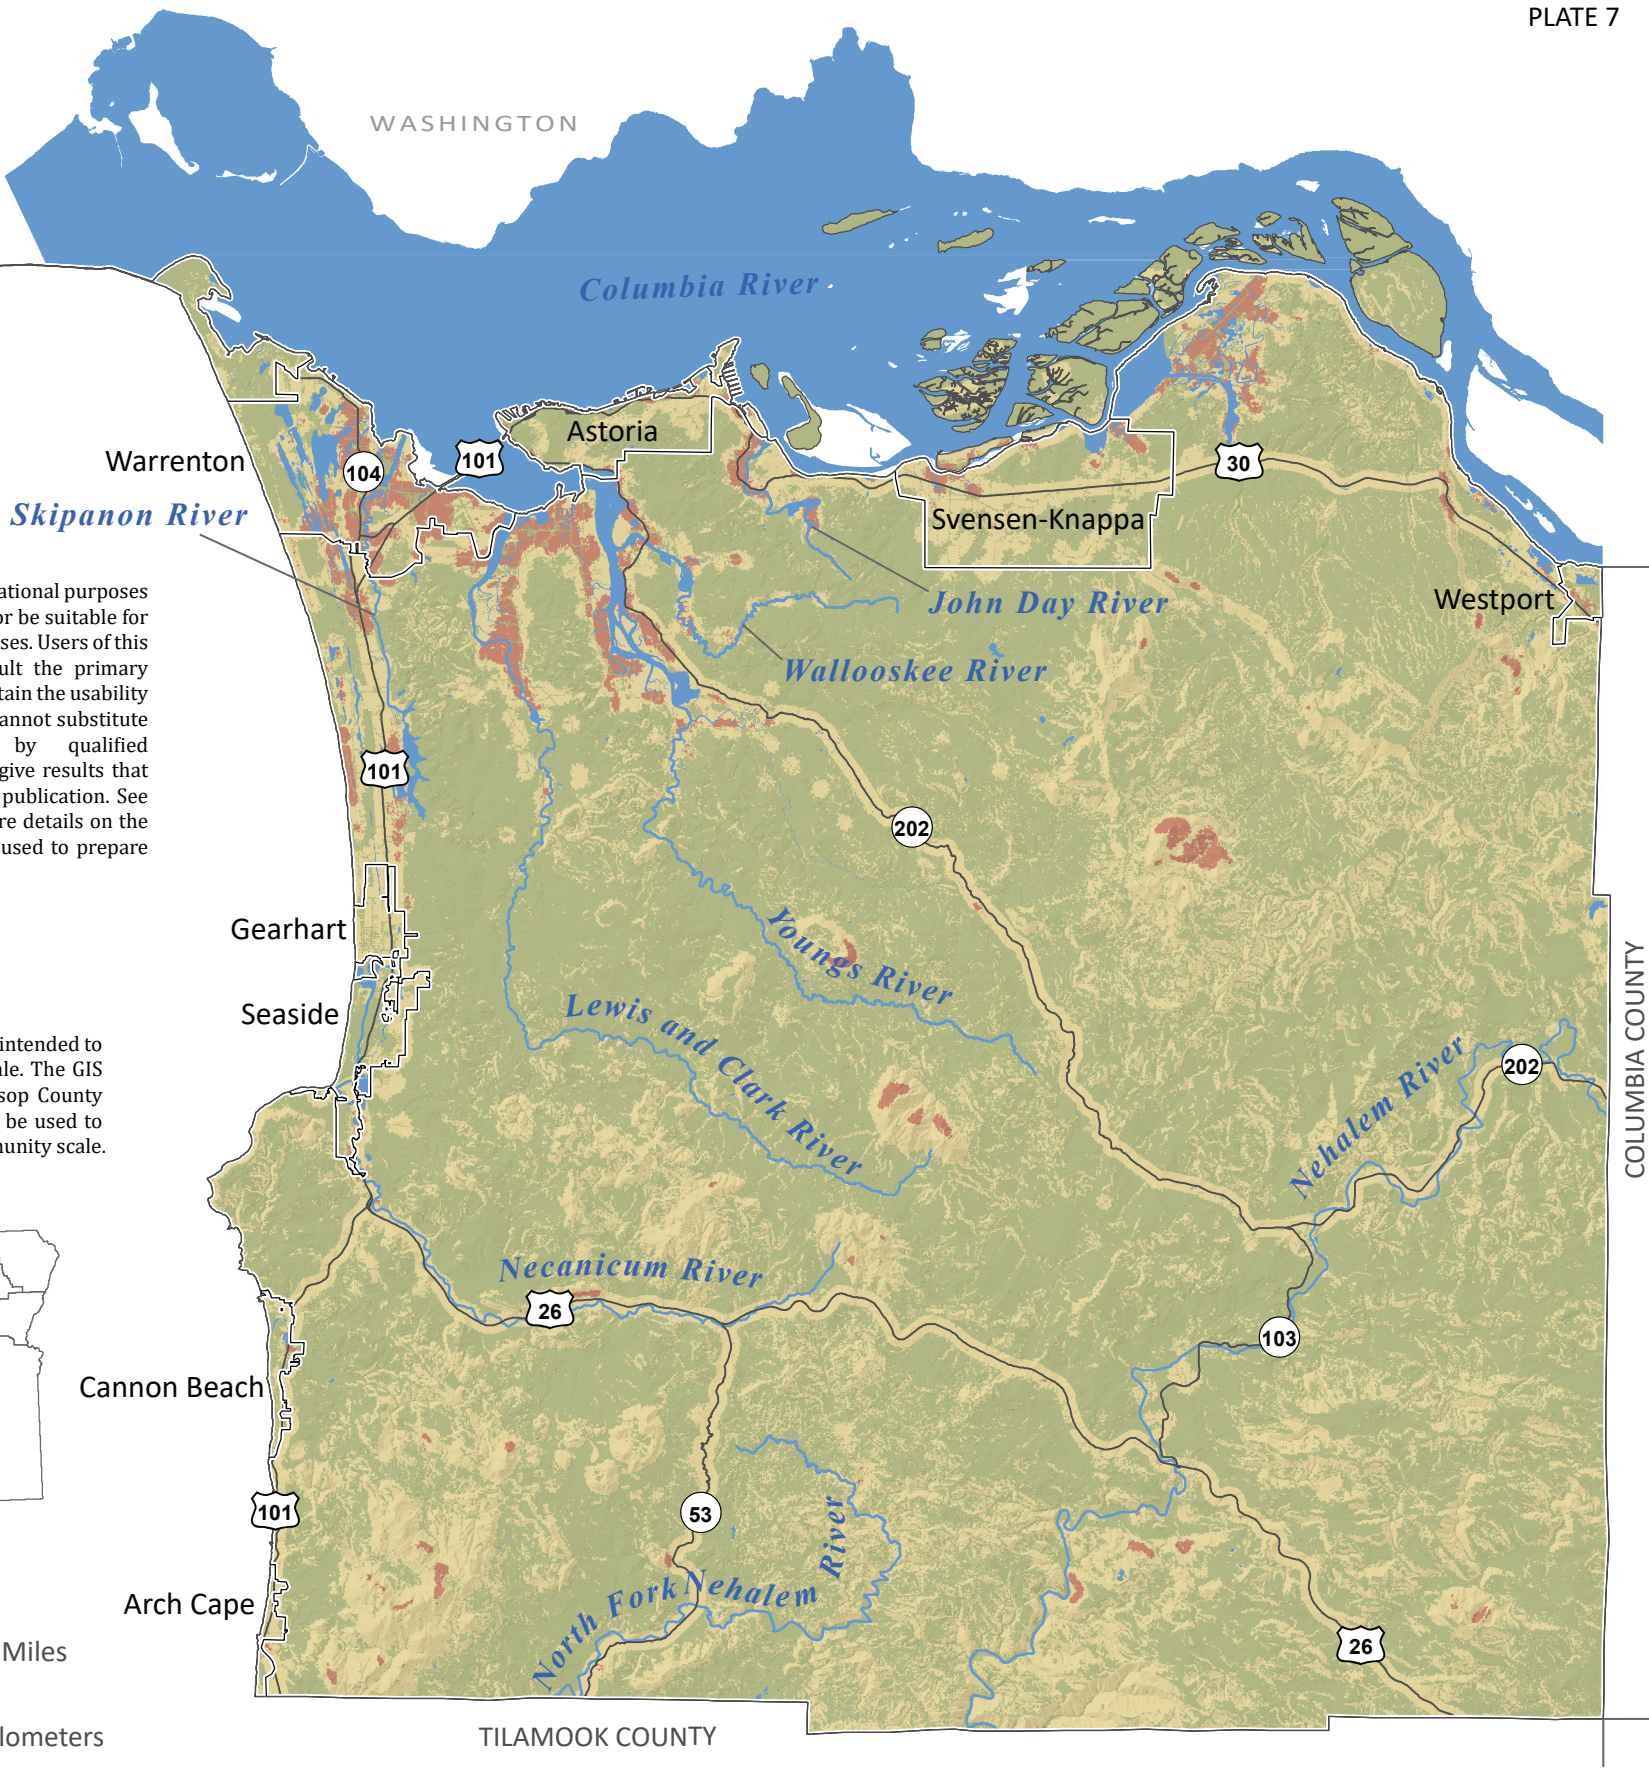 PLATE 7
WASHINGTON
Columbia River
Astoria
Warrenton
104
101
30
Skipanon River
Svensen-Knappa
ational purposes
or be suitable for
ses. Users of this
ult the primary
tain the usability
annot substitute
by qualified
give results that
publication. See
re details on the
used to prepare
John Day River
Westport
Wallooskee River
101
202
Gearhart
Youngs River
Seaside
Lewis and Clark River
COLUMBIA COUNTY
intended to
ale. The GIS
sop County
be used to
munity scale.
Nehalem River
202
Necanicum River
26
103
Cannon Beach
101
53
North Fork Nehalem River
Arch Cape
26
Miles
lometers
TILAMOOK COUNTY